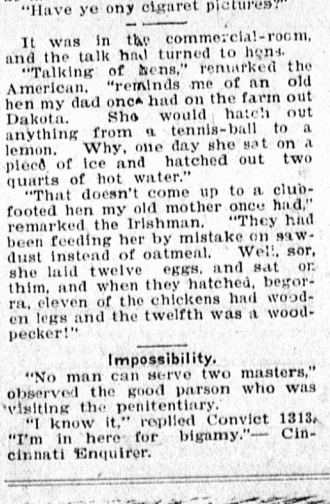 "Have ye ony cigaret pictures?"
It was in the commercial-room,
and the talk had turned to hens.
"Talking of hens," remarked the
American, "reminds me of an old
hen my dad once had on the farm out
Dakota. She would hatch out
anything from a tennis-ball to a
lemon. Why, one day she sat on a
piece of ice and hatched out two
quarts of hot water."
"That doesn't come up to a club-
footed hen my old mother once had,"
remarked the Irishman. "They had
been feeding her by mistake on saw-
dust instead of oatmeal. Well, sor,
she laid twelve eggs, and sat on
thim, and when they hatched, begor-
ra, eleven of the chickens had wood-
en legs and the twelfth was a wood-
pecker!"
Impossibility.
"No man can serve two masters,"
observed the good parson who was
visiting the penitentiary.
"I know it," replied Convict 1313.
"I'm in here for bigamy."— Cin-
cinnati Enquirer.